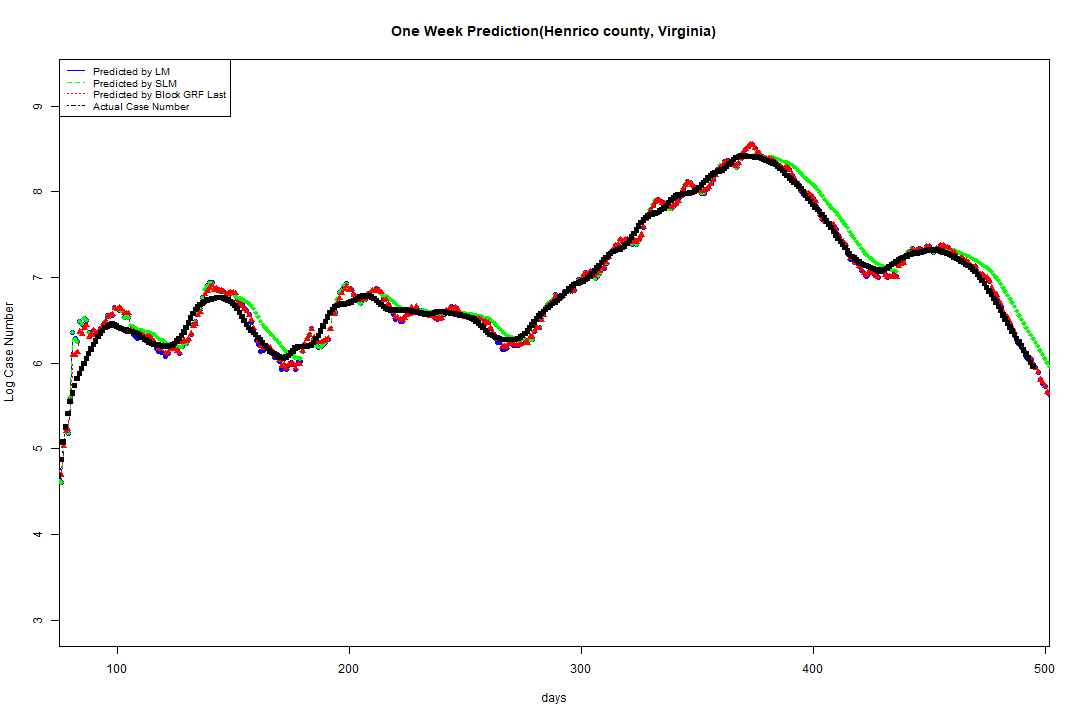 One Week Prediction(Henrico county, Virginia)
Predicted by LM
Predicted by SLM
Predicted by Block GRF Last
Actual Case Number
9
8
7
6
5
4
3
Log Case Number
100 200 300 400 500
days